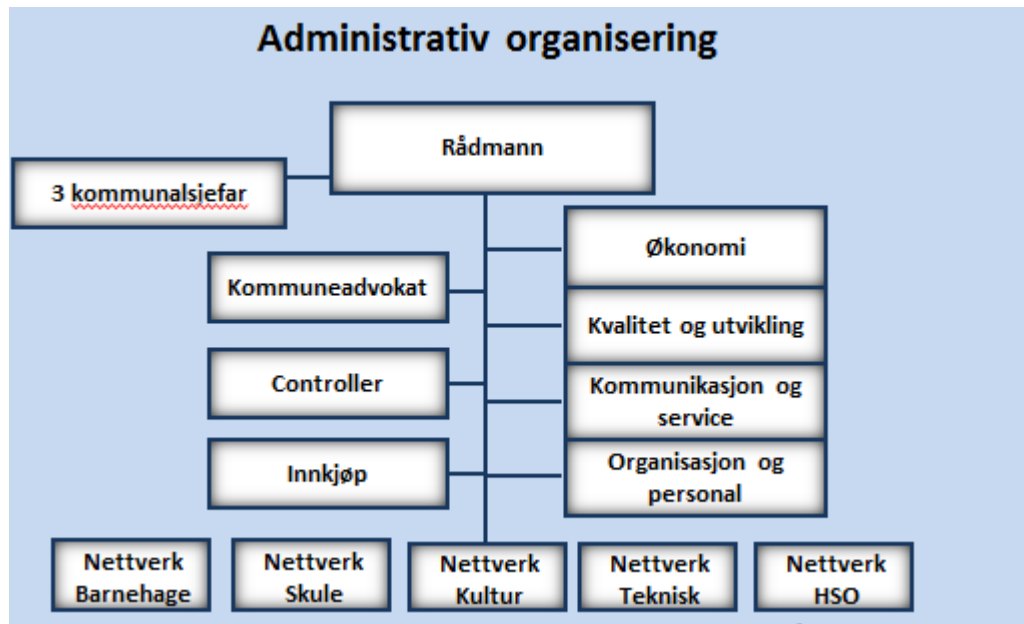 Administrativ organisering
Rådmann
3 kommunalsjefar
Økonomi
Kommuneadvokat
Kvalitet og utvikling
Controller
Kommunikasjon og
service
Innkjøp
Organisasjon og
personal
Nettverk
Barnehage
Nettverk
Skule
Nettverk
Kultur
Nettverk
Teknisk
Nettverk
HSO